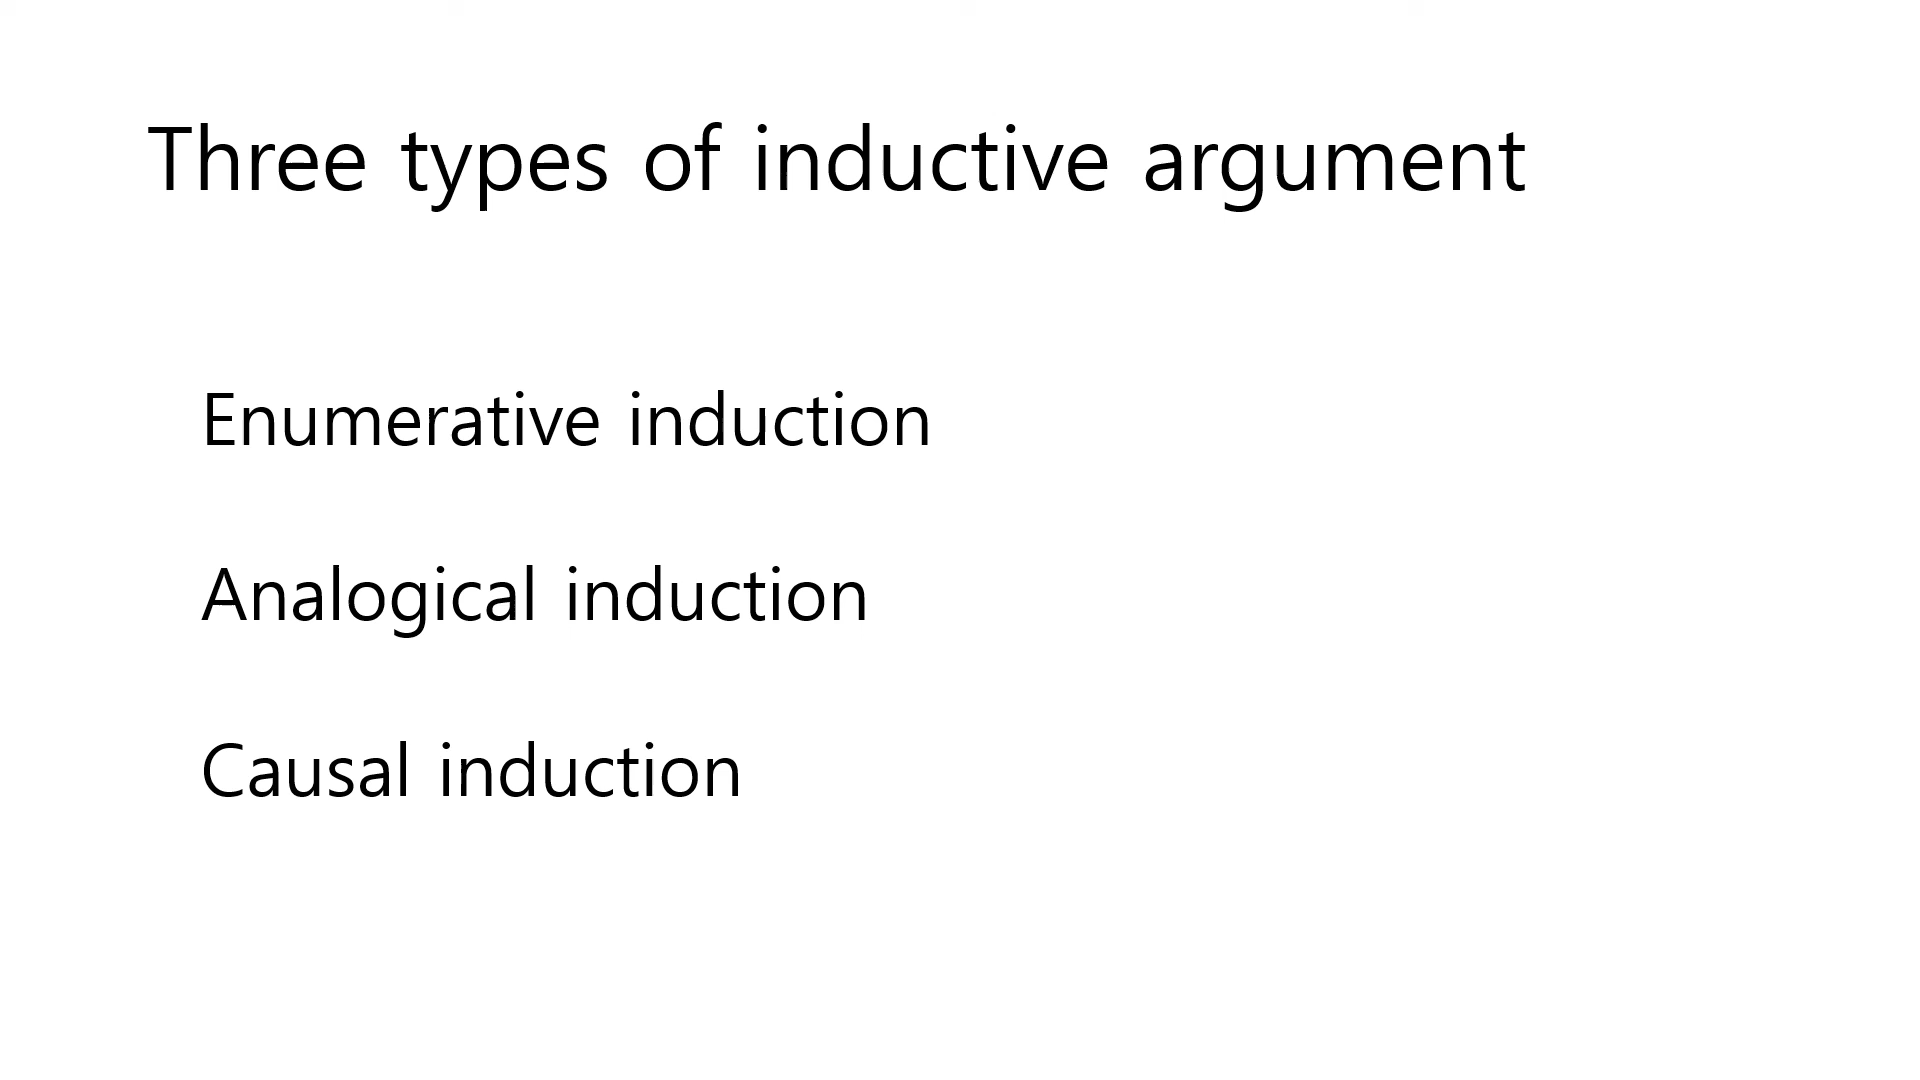 Three types of inductive argument
Enumerative induction
Analogical induction
Causal induction